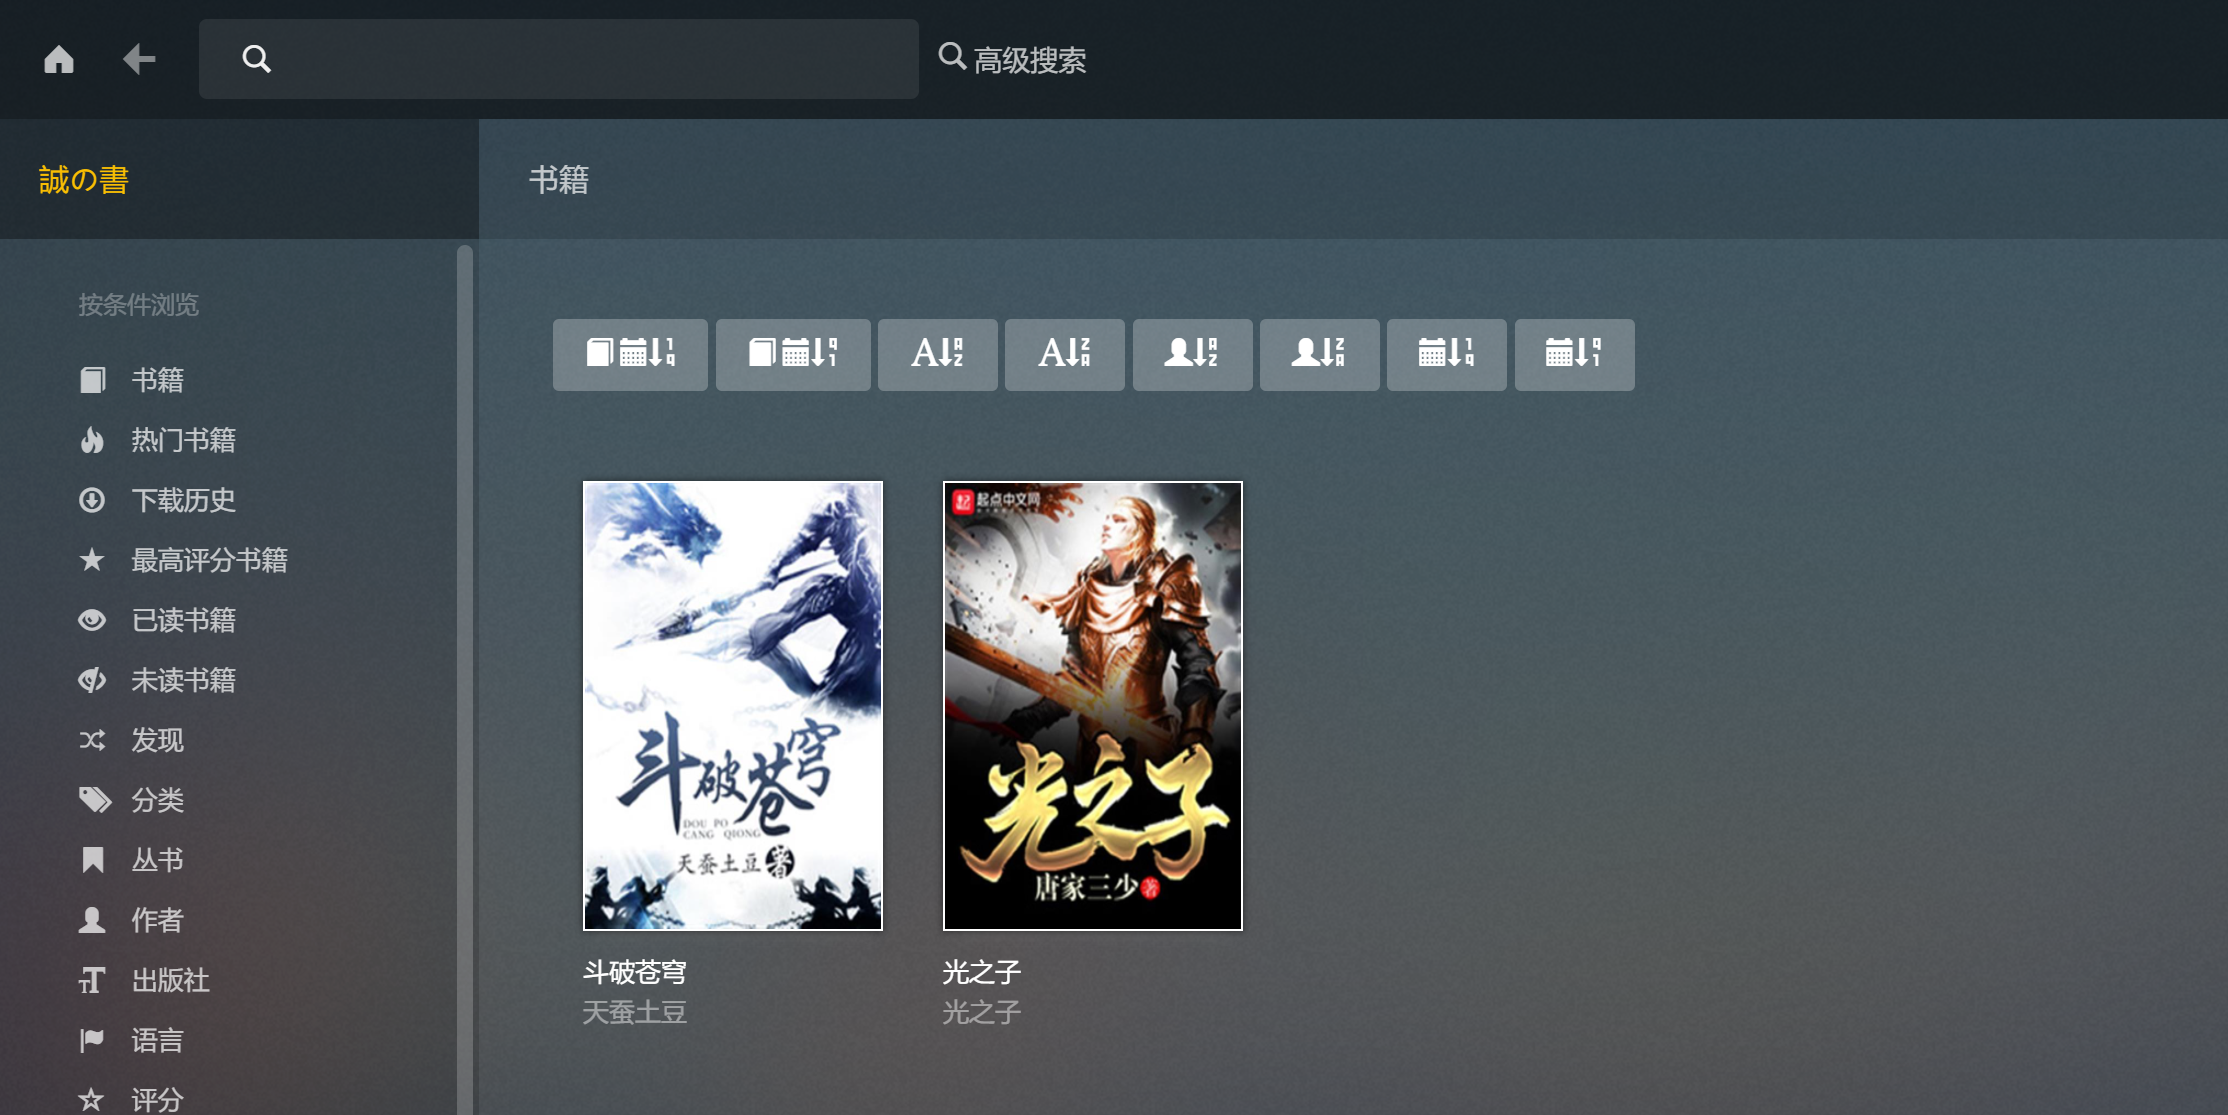 高级搜索
誠の書
书籍
按条件浏览
书籍
热门书籍
下载历史
最高评分书籍
已读书籍
未读书籍
发现
分类
丛书
作者
出版社
语言
评分
起点中文网
斗破苍穹
DOU PO
CANG QIONG
天蚕土豆 著
光之子
唐家三少 著
斗破苍穹
天蚕土豆
光之子
光之子